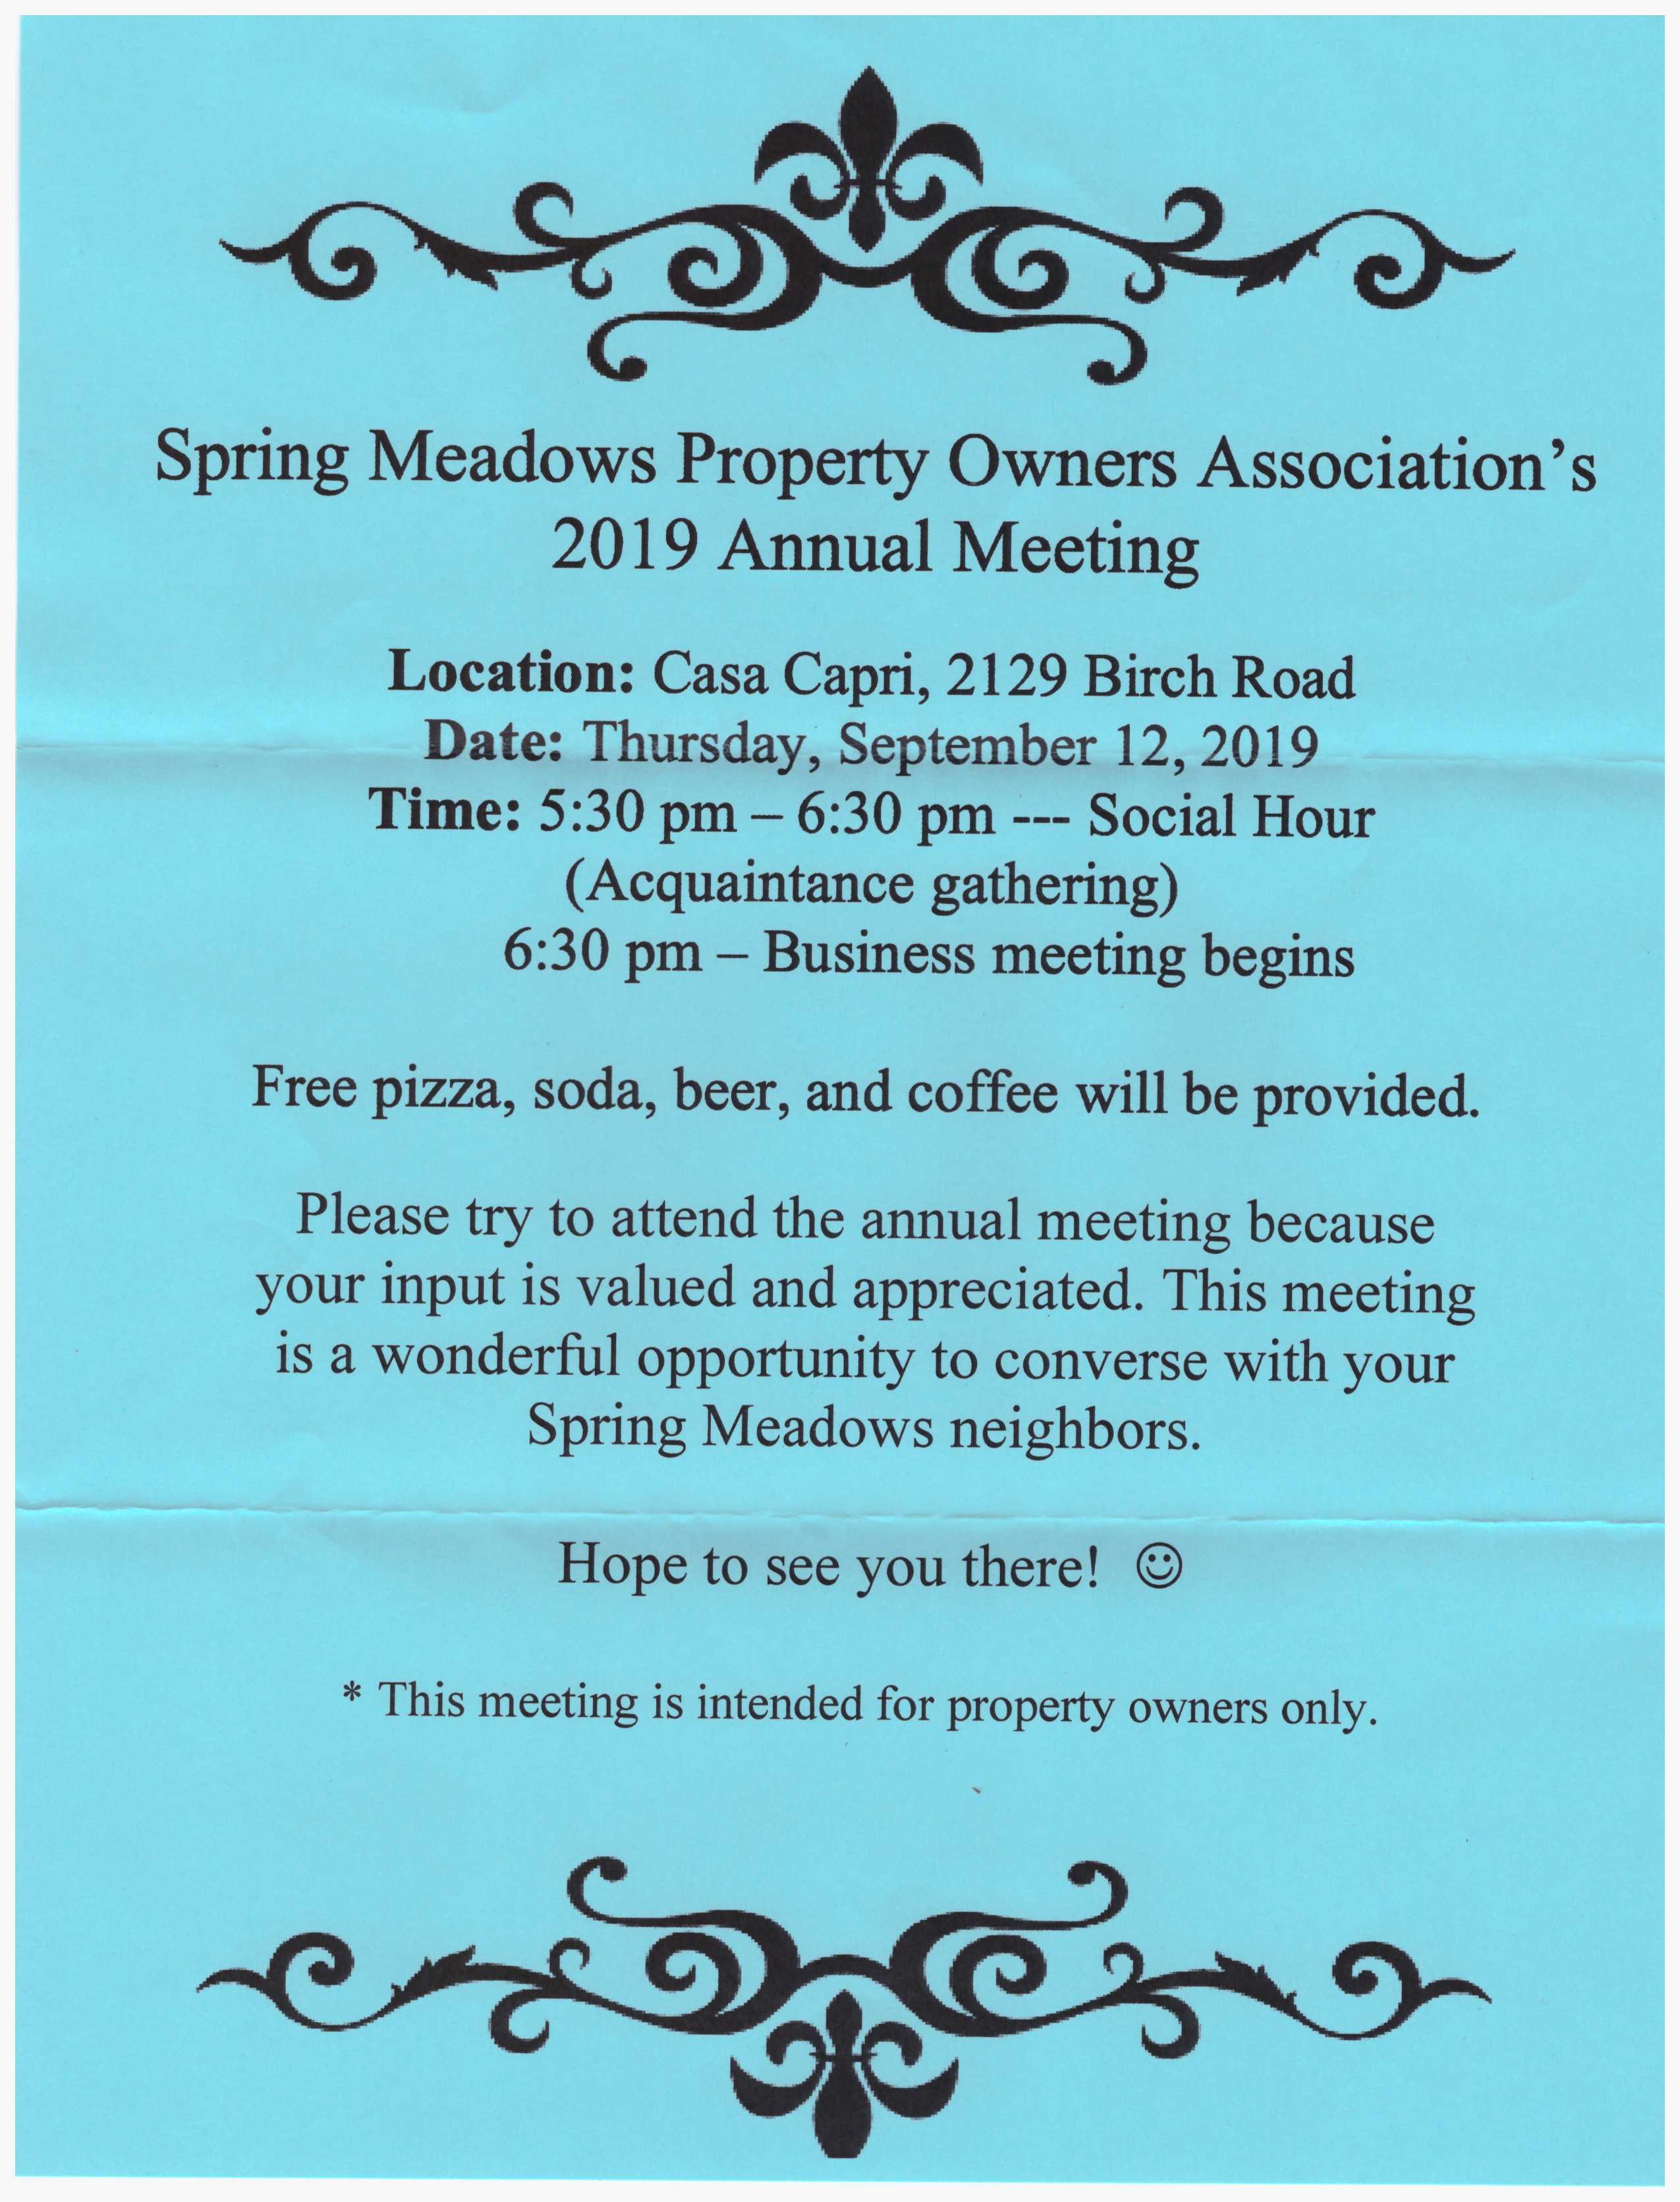 Spring Meadows Property Owners Association's
2019 Annual Meeting
Location: Casa Capri, 2129 Birch Road
Date: Thursday, September 12, 2019
Time: 5:30 pm – 6:30 pm --- Social Hour
(Acquaintance gathering)
6:30 pm – Business meeting begins
Free pizza, soda, beer, and coffee will be provided.
Please try to attend the annual meeting because
your input is valued and appreciated. This meeting
is a wonderful opportunity to converse with your
Spring Meadows neighbors.
Hope to see you there! ☺
* This meeting is intended for property owners only.